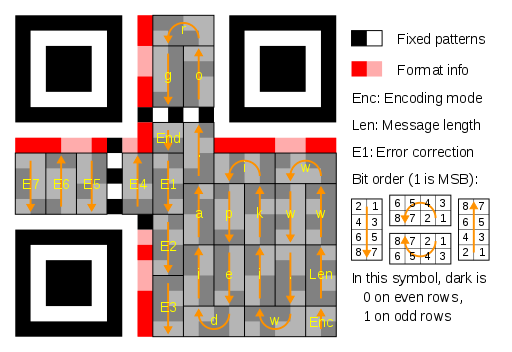 r
g o
End .
E7 E6 E5 E4 E1
i w
a p k w w
E2
i e i . Len
E3
d w Enc
Fixed patterns
Format info
Enc: Encoding mode
Len: Message length
E1: Error correction
Bit order (1 is MSB):
2 1 6 5 4 3 8 7
4 3 8 7 2 1 6 5
6 5 8 7 2 1 4 3
8 7 6 5 4 3 2 1
In this symbol, dark is
0 on even rows,
1 on odd rows